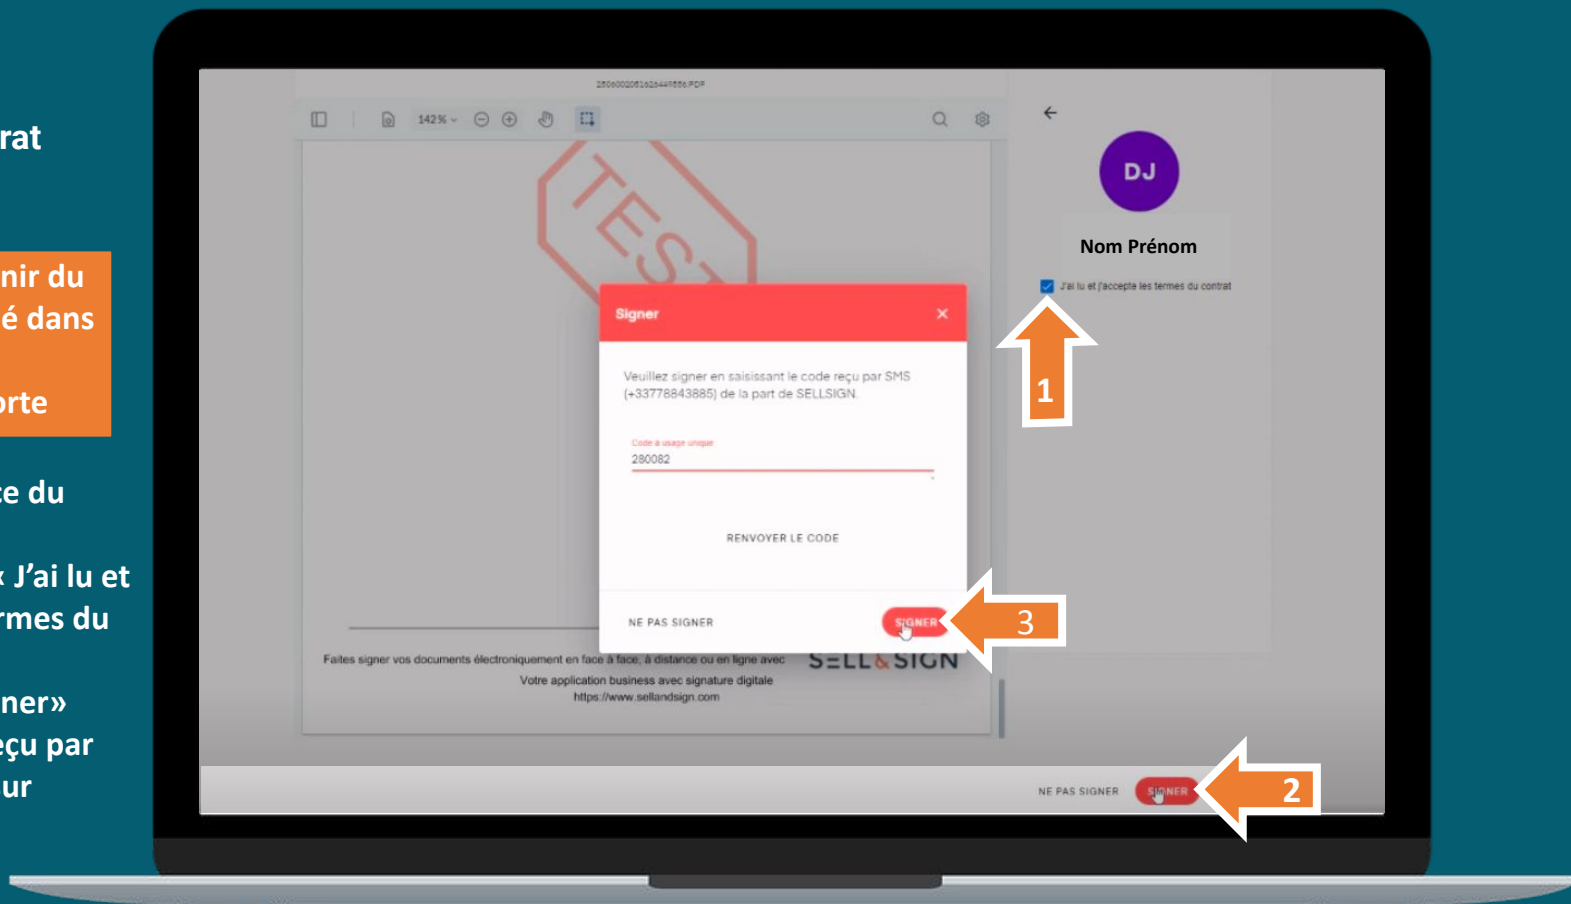 rat
nir du
é dans
orte
ce du
« J'ai lu et
rmes du
ner»
eçu par
sur
2506002051626449556.PDF
142%
TEST
DJ
Nom Prénom
J'ai lu et j'accepte les termes du contrat
1
Signer
Veuillez signer en saisissant le code reçu par SMS
(+33778843885) de la part de SELLSIGN.
Code à usage unique
280082
RENVOYER LE CODE
NE PAS SIGNER
SIGNER
3
Faites signer vos documents électroniquement en face à face, à distance ou en ligne avec
SELL&SIGN
Votre application business avec signature digitale
https://www.sellandsign.com
NE PAS SIGNER
SIGNER
2